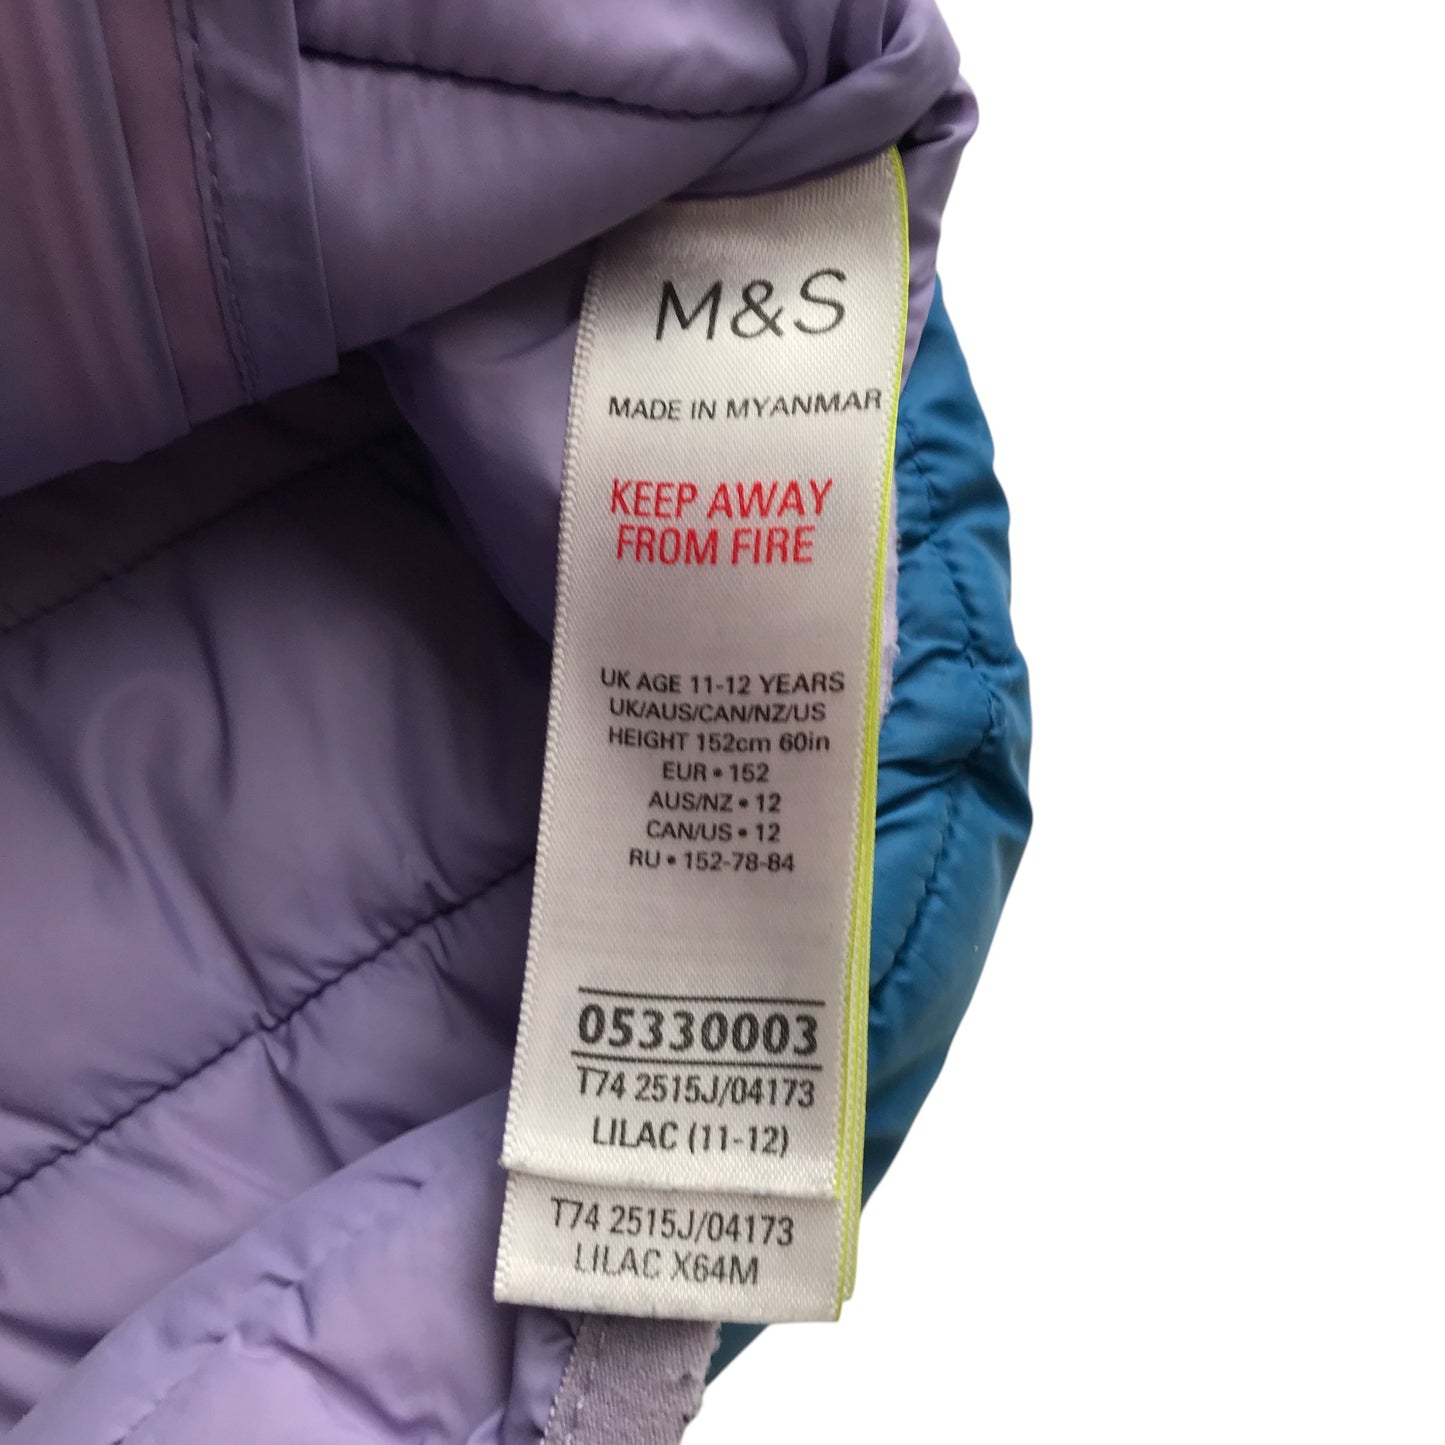 M&S
MADE IN MYANMAR
KEEP AWAY
FROM FIRE
UK AGE 11-12 YEARS
UK/AUS/CAN/NZ/US
HEIGHT 152cm 60in
EUR • 152
AUS/NZ • 12
CAN/US • 12
RU • 152-78-84
05330003
T74 2515J/04173
LILAC (11-12)
T74 2515J/04173
LILAC X64M